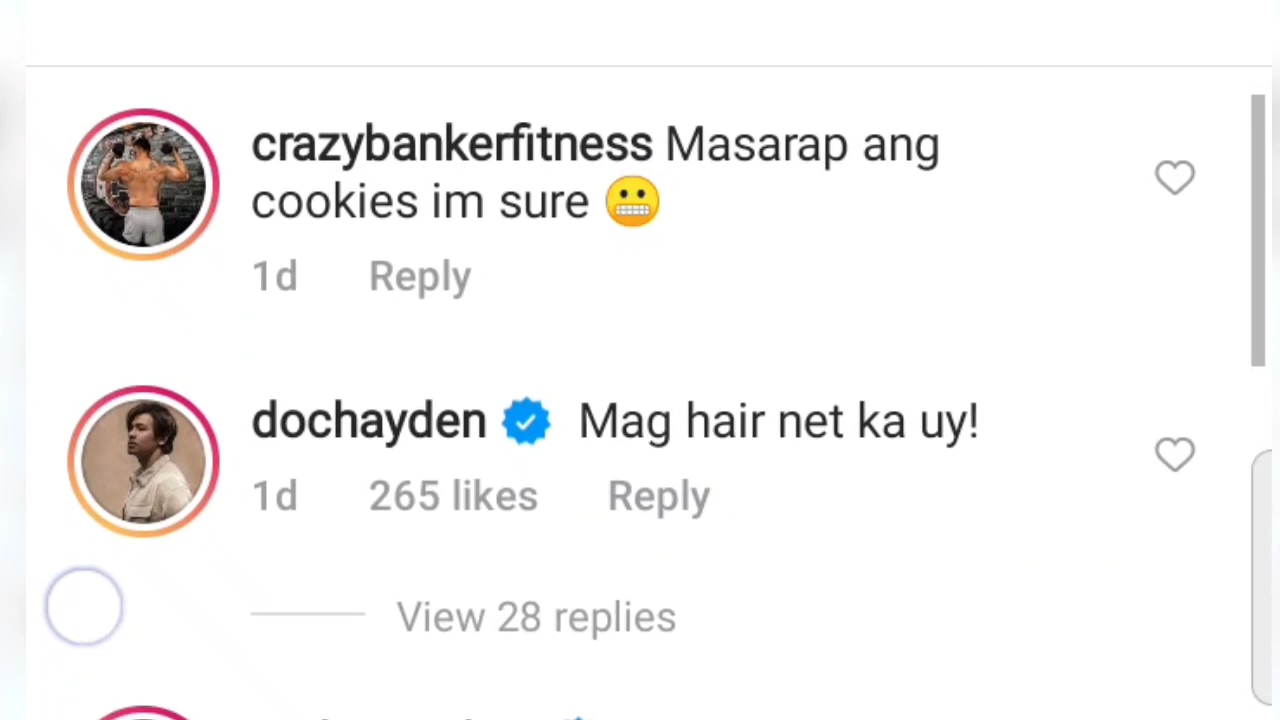 crazybankerfitness Masarap ang
cookies im sure 😬
1d Reply
dochayden Mag hair net ka uy!
1d 265 likes Reply
View 28 replies